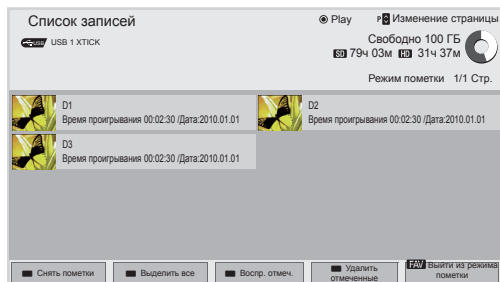 Список записей
Play
P Изменение страницы
USB USB 1 XTICK
Свободно 100 ГБ
SD 79ч 03м HD 31ч 37м
Режим пометки 1/1 Стр.
D1
Время проигрывания 00:02:30 /Дата:2010.01.01
D2
Время проигрывания 00:02:30 /Дата:2010.01.01
D3
Время проигрывания 00:02:30 /Дата:2010.01.01
Снять пометки
Выделить все
Воспр. отмеч.
Удалить
отмеченные
FAV Выйти из режима
пометки